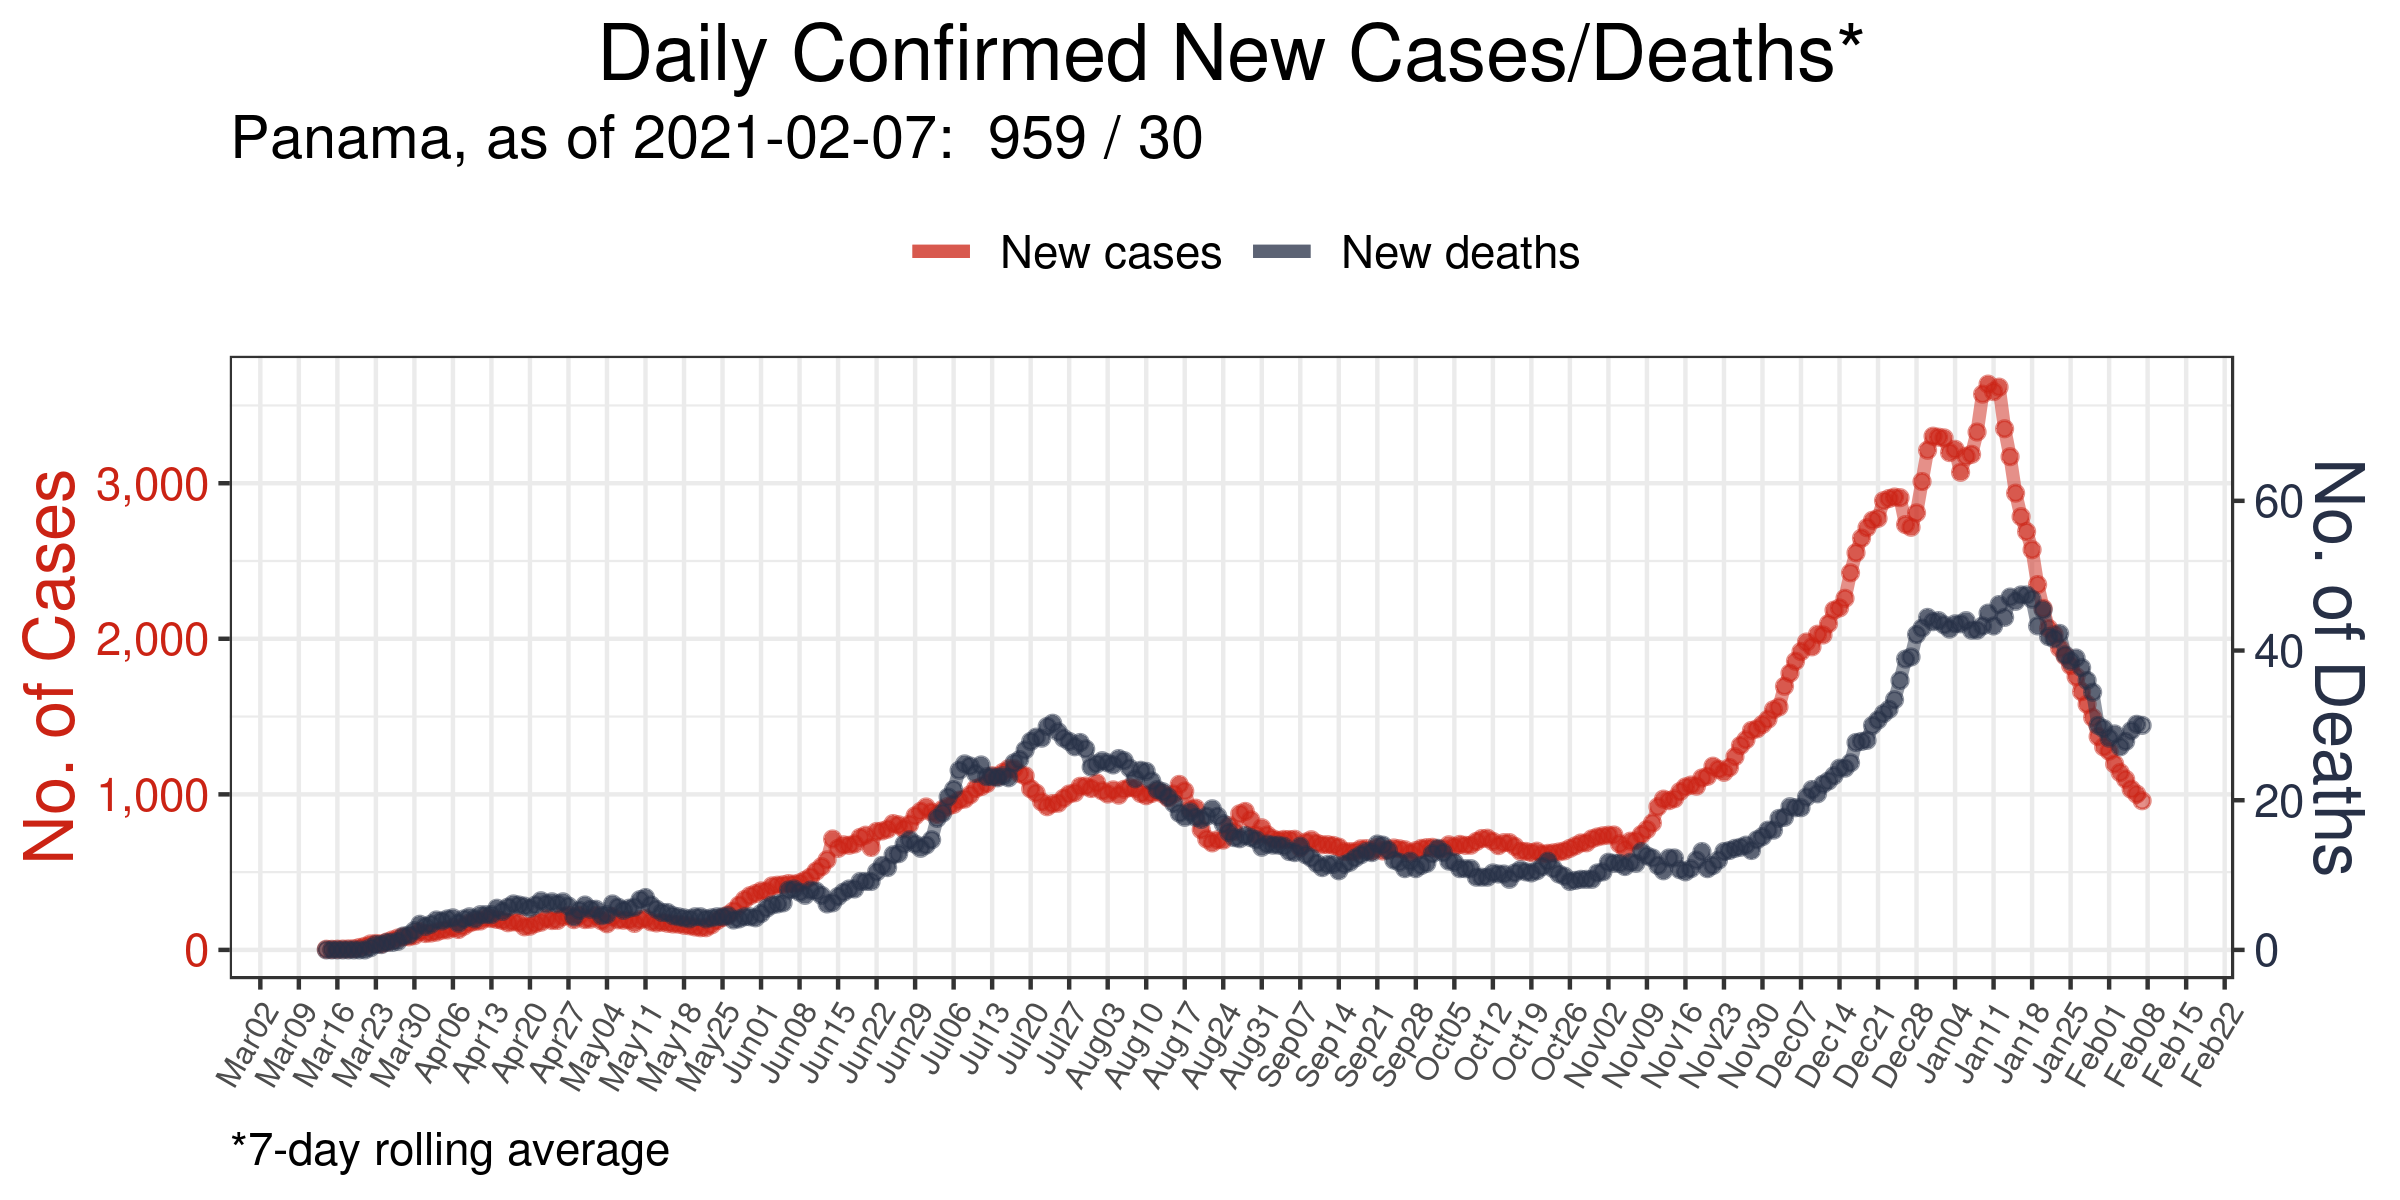 Daily Confirmed New Cases/Deaths*
Panama, as of 2021-02-07:  959 / 30
New cases
New deaths
No. of Cases
3,000
2,000
1,000
0
60
40
20
0
No. of Deaths
Mar02
Mar09
Mar16
Mar23
Mar30
Apr06
Apr13
Apr20
Apr27
May04
May11
May18
May25
Jun01
Jun08
Jun15
Jun22
Jun29
Jul06
Jul13
Jul20
Jul27
Aug03
Aug10
Aug17
Aug24
Aug31
Sep07
Sep14
Sep21
Sep28
Oct05
Oct12
Oct19
Oct26
Nov02
Nov09
Nov16
Nov23
Nov30
Dec07
Dec14
Dec21
Dec28
Jan04
Jan11
Jan18
Jan25
Feb01
Feb08
Feb15
Feb22
*7-day rolling average